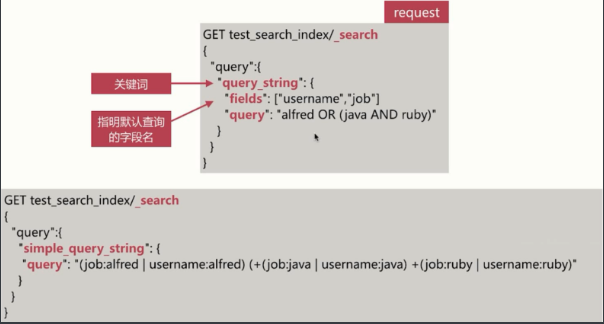 request
GET test_search_index/_search
{
"query":{
关键词
"query_string": {
"fields": ["username","job"]
指明默认查询
的字段名
"query": "alfred OR (java AND ruby)"
}
}
}
GET test_search_index/_search
{
"query":{
"simple_query_string": {
"query": "(job:alfred | username:alfred) (+(job:java | username:java) +(job:ruby | username:ruby)"
}
}
}